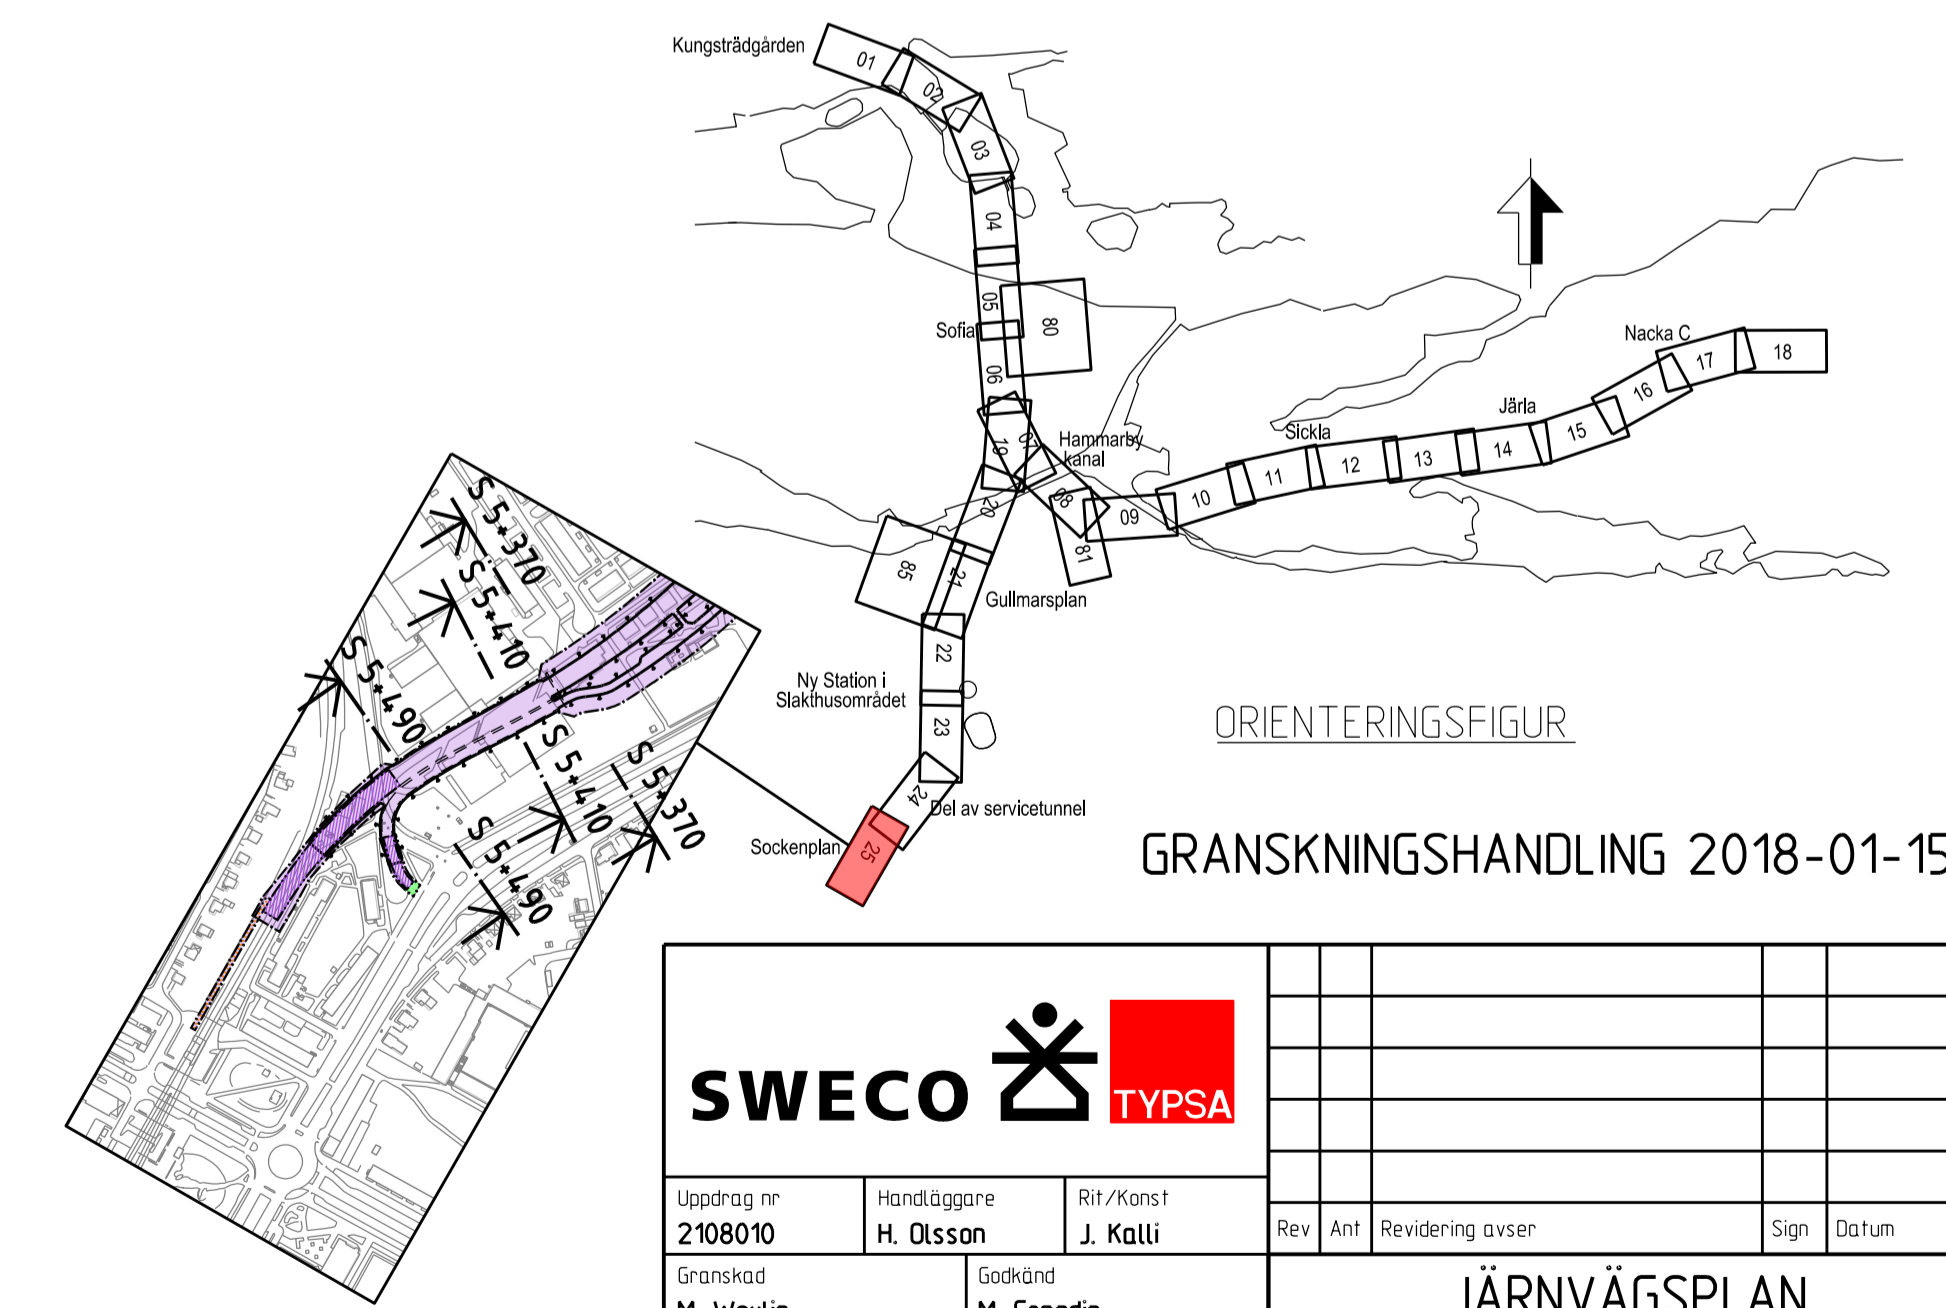 Kungsträdgården
01
02
03
04
05
80
Sofia
06
07
19
Hammarby
kanal
08
20
09
81
10
11
Sickla
12
13
14
Järla
15
16
17
Nacka C
18
85
21
Gullmarsplan
22
Ny Station i
Slakthusområdet
23
24
Del av servicetunnel
Sockenplan
25
S 5+370
S 5+410
S 5+490
S 5+370
S 5+410
S 5+490
ORIENTERINGSFIGUR
GRANSKNINGSHANDLING 2018-01-15
SWECO
TYPSA
Uppdrag nr
2108010
Handläggare
H. Olsson
Rit/Konst
J. Kalli
Rev Ant Revidering avser Sign Datum
Granskad
Godkänd
JÄRNVÄGSPLAN